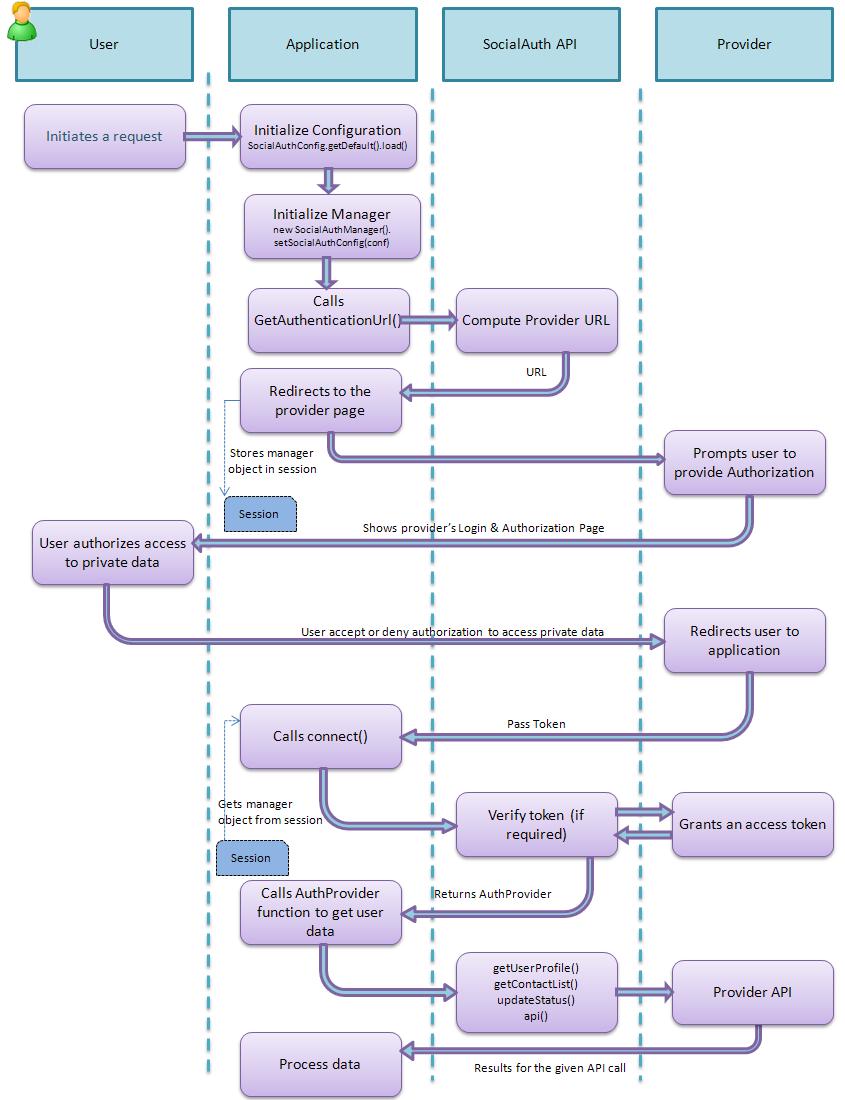 User
Application
SocialAuth API
Provider
Initiates a request
Initialize Configuration
SocialAuthConfig.getDefault().load()
Initialize Manager
new SocialAuthManager().
setSocialAuthConfig(conf)
Calls
GetAuthenticationUrl()
Compute Provider URL
URL
Redirects to the
provider page
Stores manager
object in session
Prompts user to
provide Authorization
Session
Shows provider’s Login & Authorization Page
User authorizes access
to private data
User accept or deny authorization to access private data
Redirects user to
application
Pass Token
Calls connect()
Gets manager
object from session
Verify token (if
required)
Grants an access token
Session
Calls AuthProvider
function to get user
data
Returns AuthProvider
getUserProfile()
getContactList()
updateStatus()
api()
Provider API
Process data
Results for the given API call